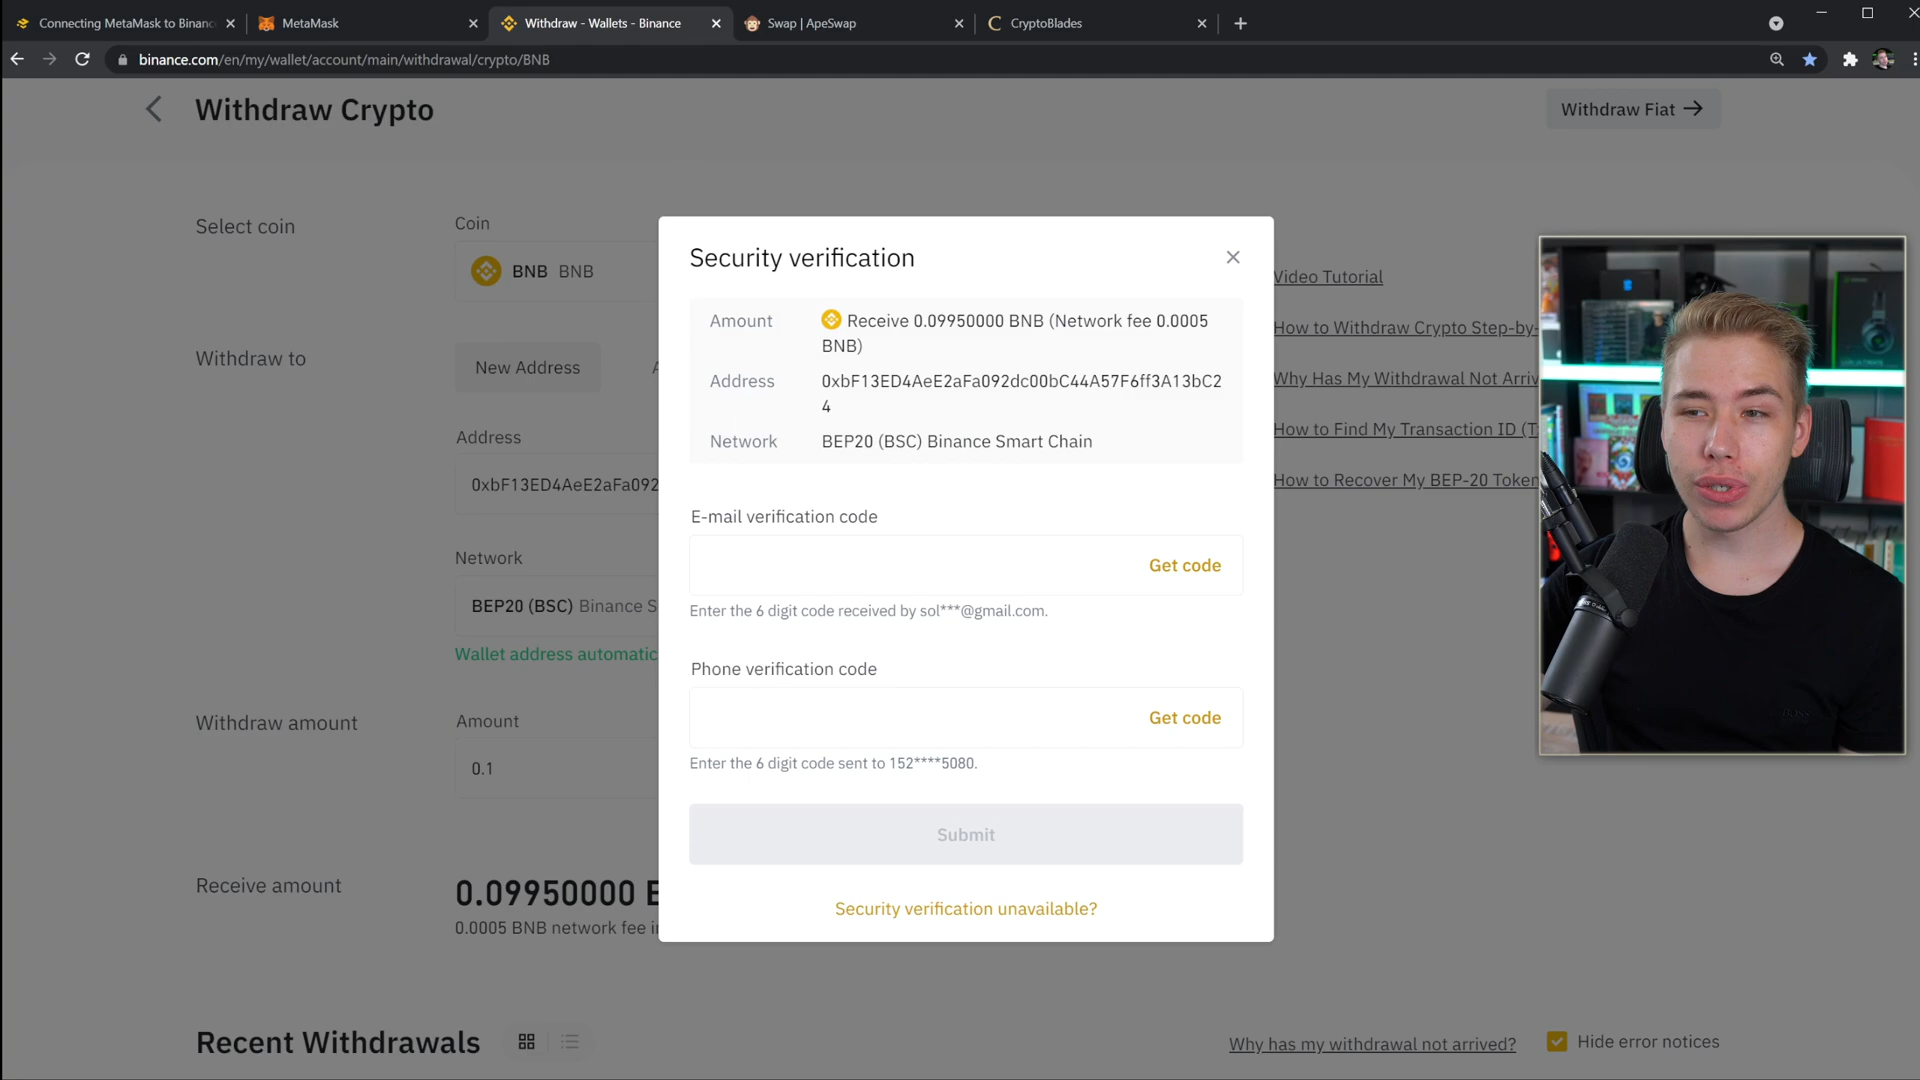 Connecting MetaMask to Binanc
MetaMask
Withdraw - Wallets - Binance
Swap | ApeSwap
CryptoBlades
binance.com/en/my/wallet/account/main/withdrawal/crypto/BNB
Withdraw Crypto
Withdraw Fiat →
Select coin
Coin
BNB BNB
Withdraw to
New Address
Address
0xbF13ED4AeE2aFa092
Network
BEP20 (BSC) Binance S
Wallet address automatic
Withdraw amount
Amount
0.1
Receive amount
0.09950000 B
0.0005 BNB network fee i
Security verification
Amount
Receive 0.09950000 BNB (Network fee 0.0005
BNB)
Address
0xbF13ED4AeE2aFa092dc00bC44A57F6ff3A13bC2
4
Network
BEP20 (BSC) Binance Smart Chain
E-mail verification code
Get code
Enter the 6 digit code received by sol***@gmail.com.
Phone verification code
Get code
Enter the 6 digit code sent to 152****5080.
Submit
Security verification unavailable?
Video Tutorial
How to Withdraw Crypto Step-by-
Why Has My Withdrawal Not Arriv
How to Find My Transaction ID (T
How to Recover My BEP-20 Token
Recent Withdrawals
Why has my withdrawal not arrived?
Hide error notices